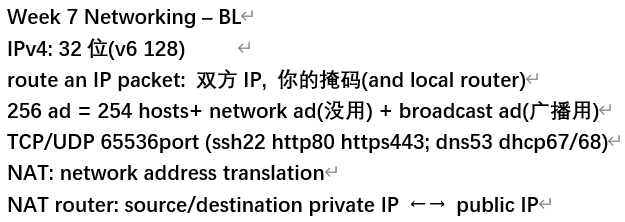 Week 7 Networking – BL
IPv4: 32 位(v6 128)
route an IP packet: 双方 IP, 你的掩码(and local router)
256 ad = 254 hosts+ network ad(没用) + broadcast ad(广播用)
TCP/UDP 65536port (ssh22 http80 https443; dns53 dhcp67/68)
NAT: network address translation
NAT router: source/destination private IP ←→ public IP